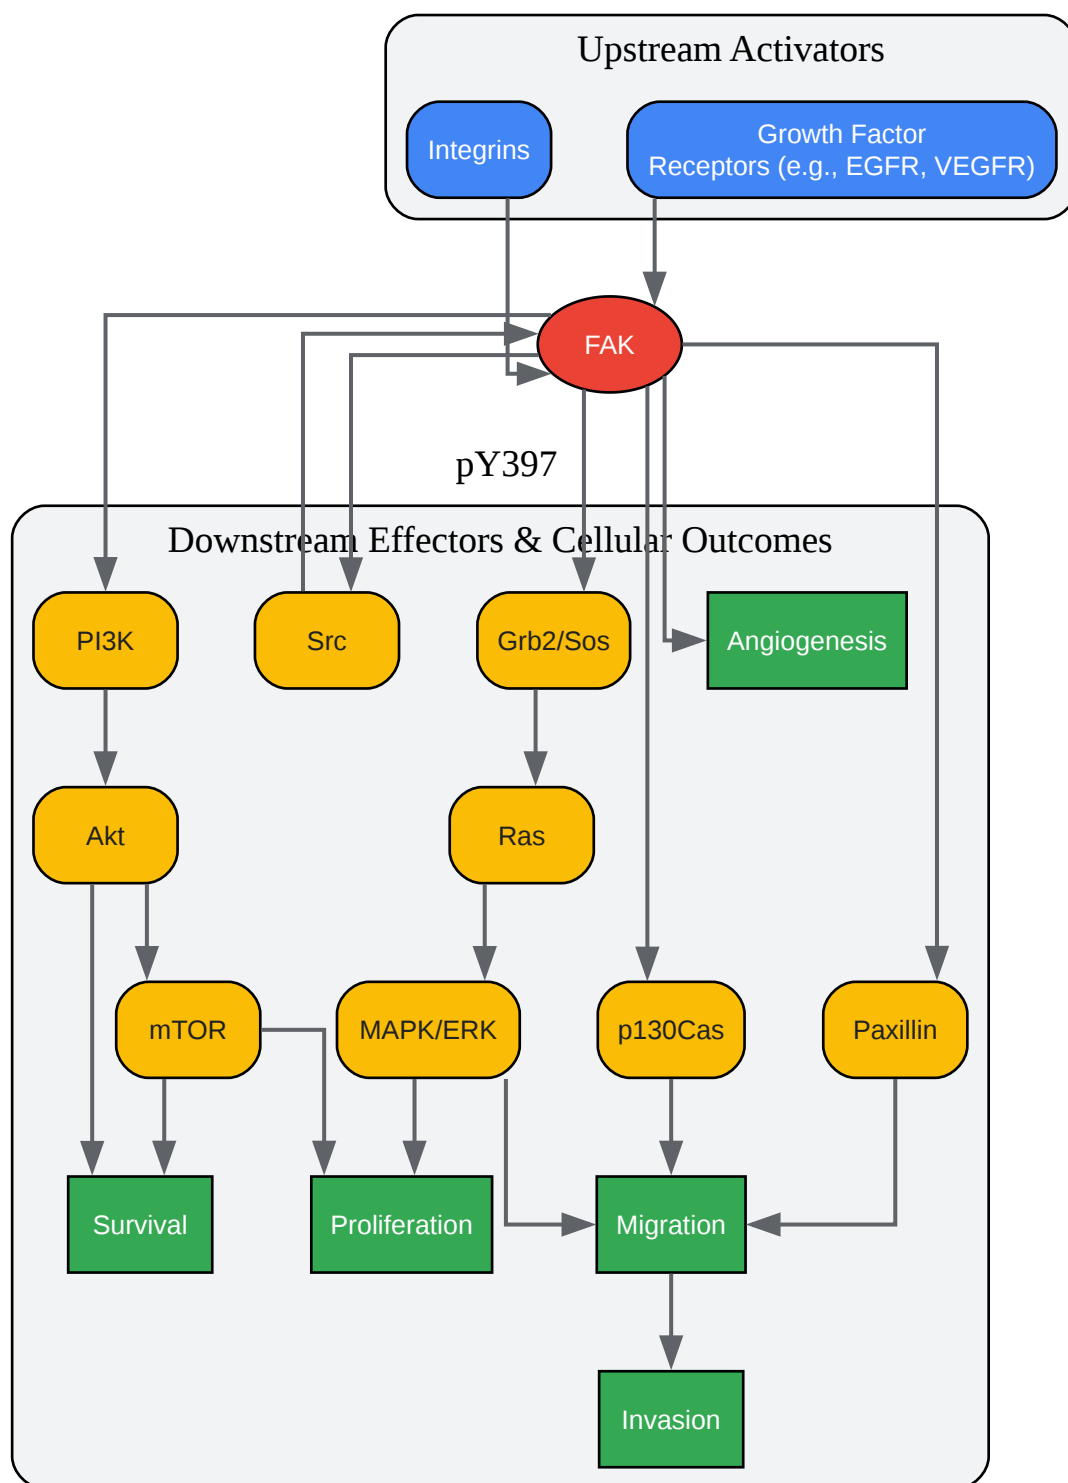 Upstream Activators
Integrins
Growth Factor
Receptors (e.g., EGFR, VEGFR)
FAK
pY397
Downstream Effectors & Cellular Outcomes
PI3K
Src
Grb2/Sos
Angiogenesis
Akt
Ras
mTOR
MAPK/ERK
p130Cas
Paxillin
Survival
Proliferation
Migration
Invasion